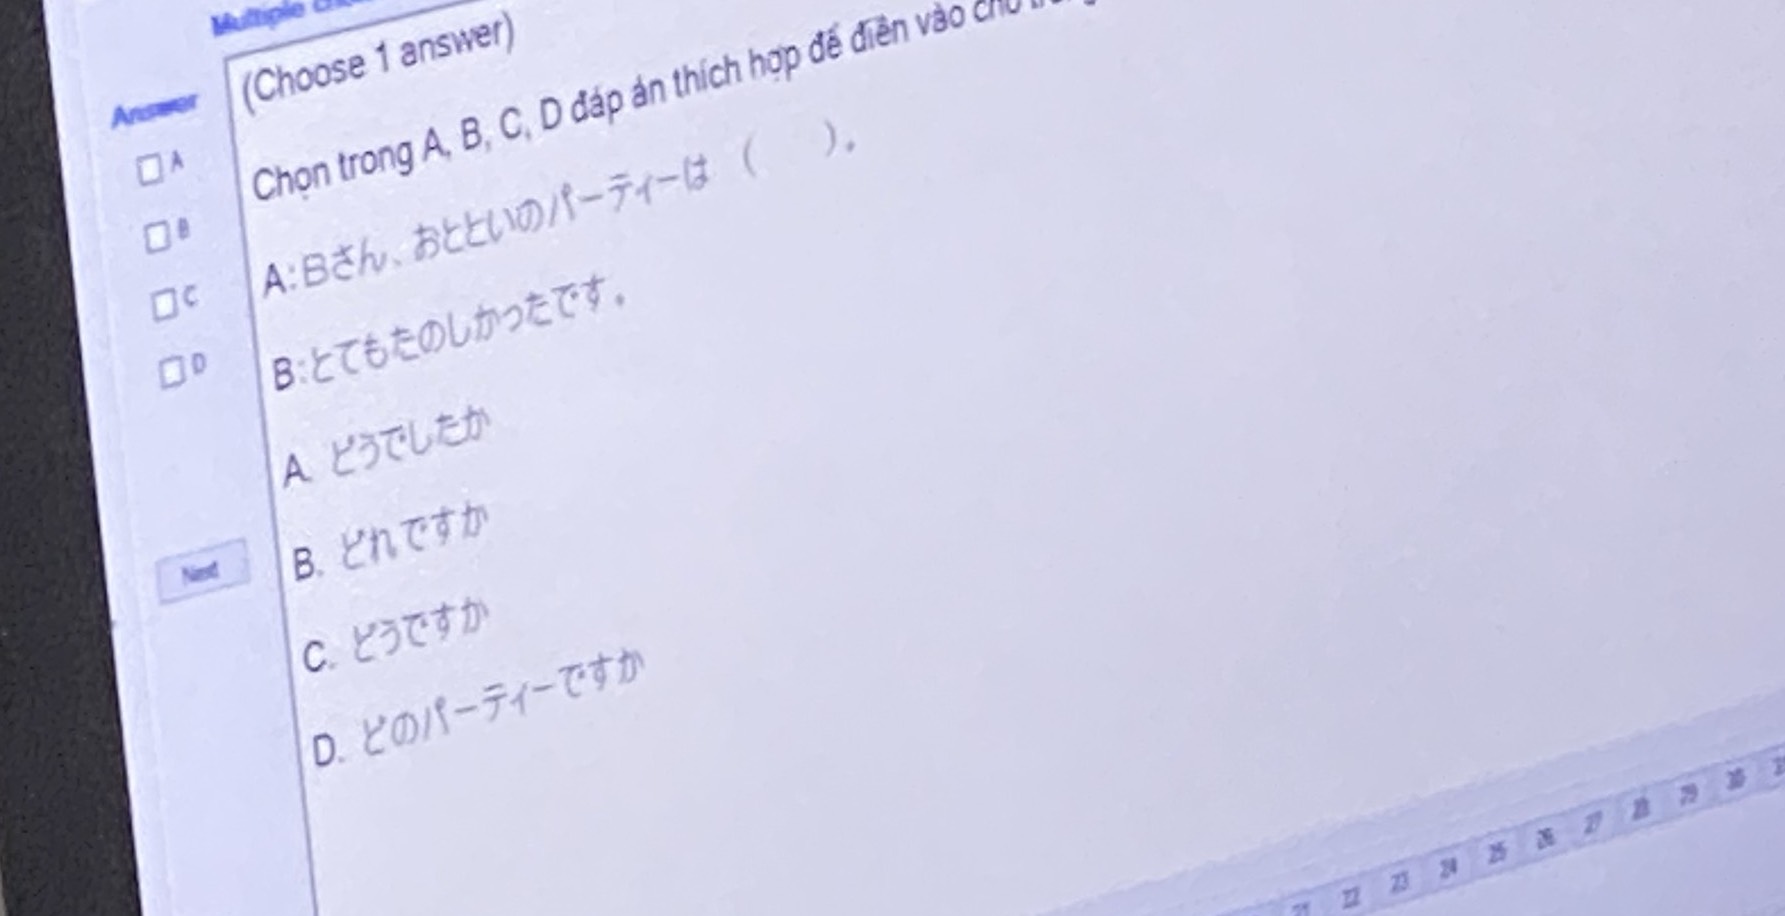 Multiple
(Choose 1 answer)
Answer
Chọn trong A, B, C, D đáp án thích hợp để điền vào chỗ
A
B
C
D
A:Bさん、おとといのパーティーは ( )。
B:とてもたのしかったです。
A. どうでしたか
B. どれですか
Next
C. どうですか
D. どのパーティーですか
21 22 23 24 25 26 27 28 29 30